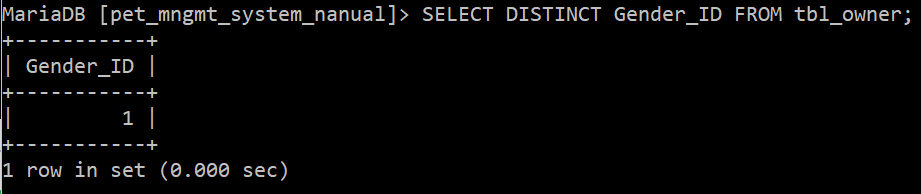 MariaDB [pet_mngmt_system_nanual]> SELECT DISTINCT Gender_ID FROM tbl_owner;
+-----------+
| Gender_ID |
+-----------+
|         1 |
+-----------+
1 row in set (0.000 sec)